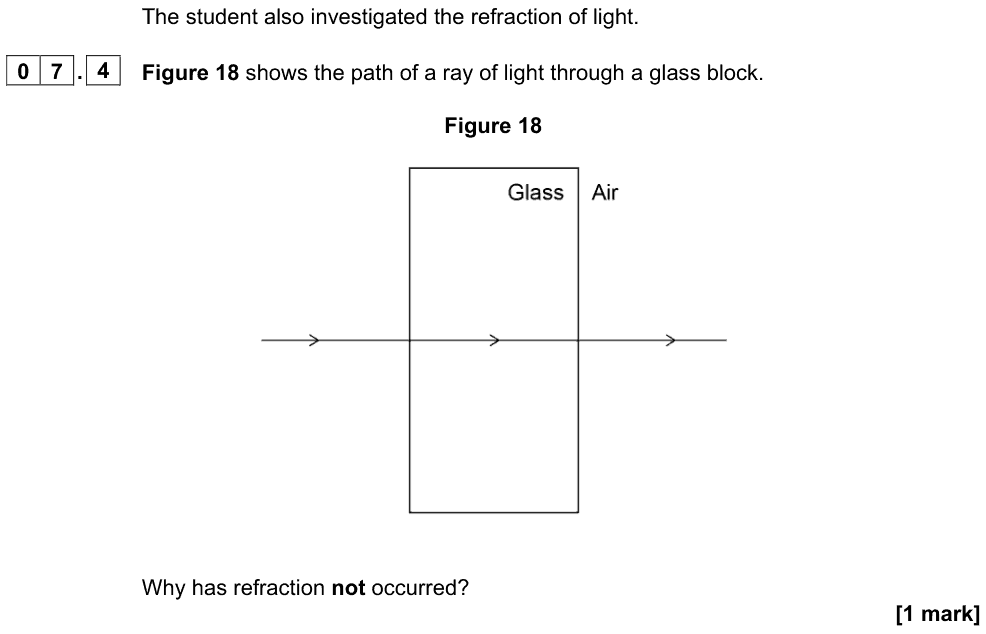 The student also investigated the refraction of light.
0 7 . 4 Figure 18 shows the path of a ray of light through a glass block.
Figure 18
Glass Air
Why has refraction not occurred?
[1 mark]